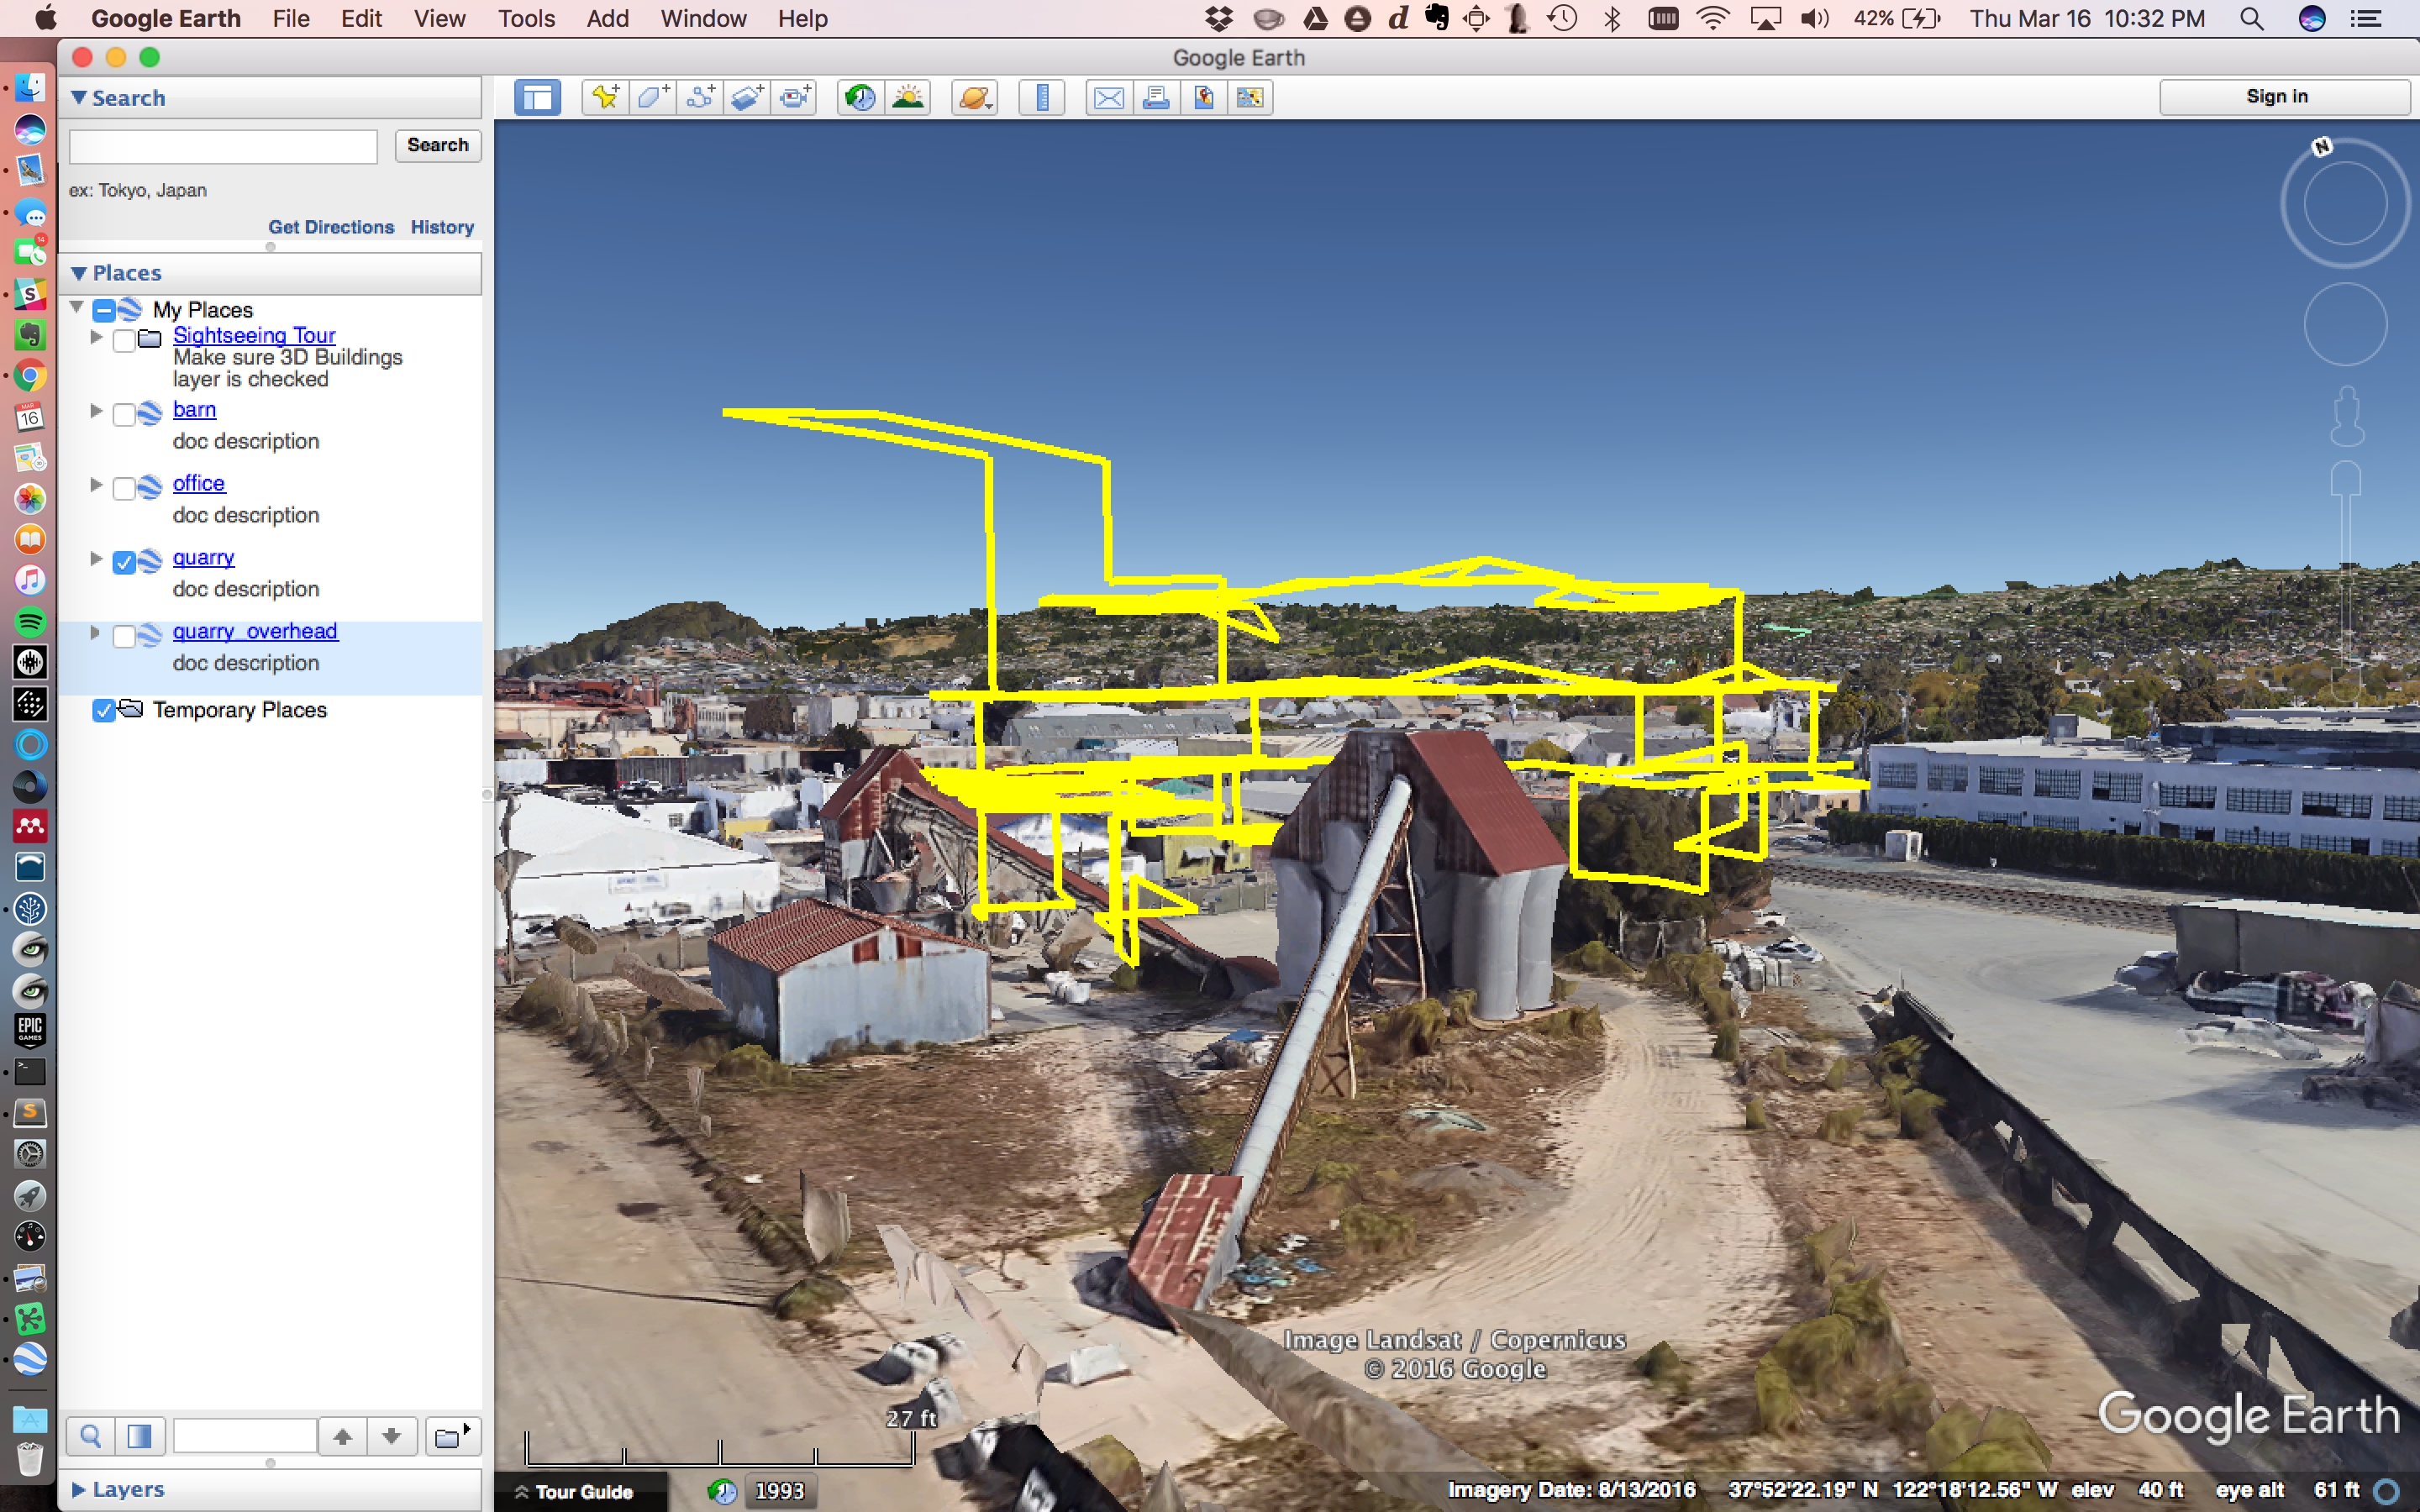 Google Earth File Edit View Tools Add Window Help
42% Thu Mar 16 10:32 PM
Google Earth
Search
Search
ex: Tokyo, Japan
Get Directions History
Places
My Places
Sightseeing Tour
Make sure 3D Buildings
layer is checked
barn
doc description
office
doc description
quarry
doc description
quarry_overhead
doc description
Temporary Places
Layers
Sign in
N
Image Landsat / Copernicus
© 2016 Google
27 ft
Google Earth
Tour Guide
1993
Imagery Date: 8/13/2016 37°52'22.19" N 122°18'12.56" W elev 40 ft eye alt 61 ft
14
MAR
16
EPIC
GAMES